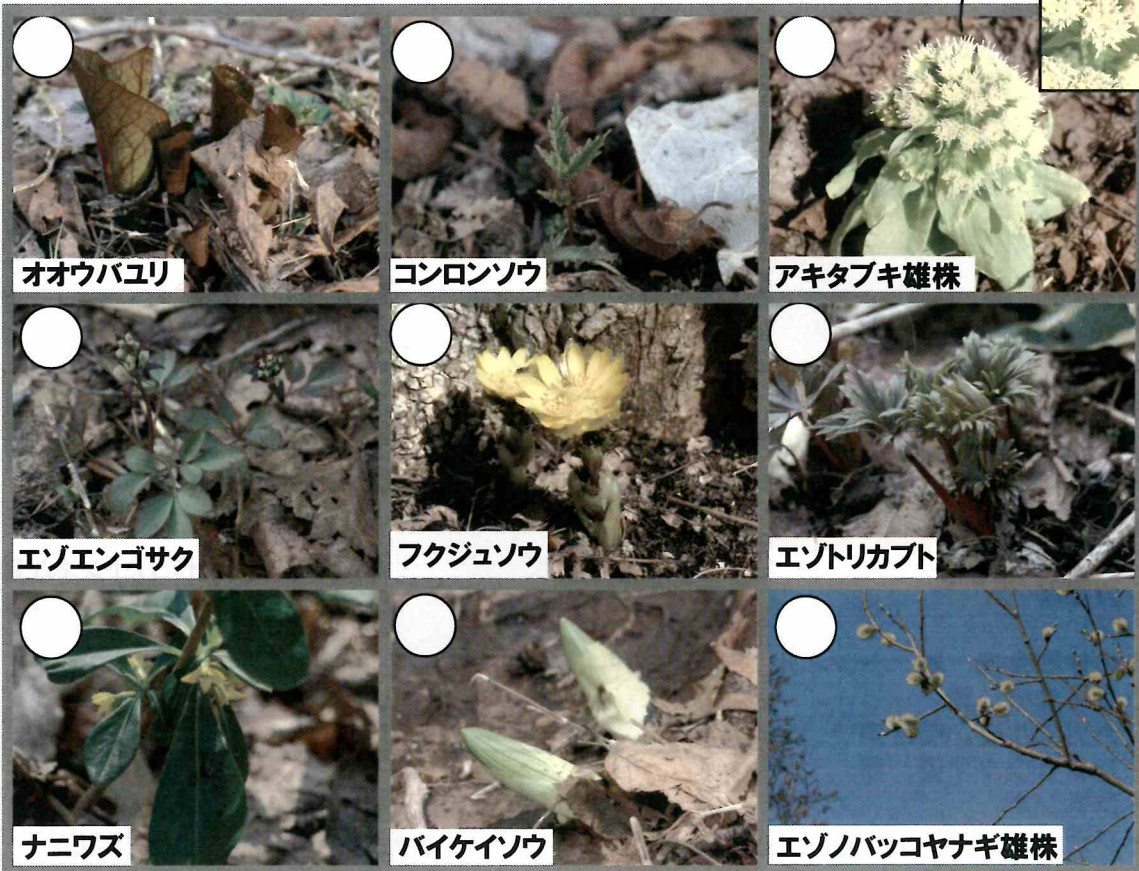 オオウバユリ
コンロンソウ
アキタブキ雄株
エゾエンゴサク
フクジュソウ
エゾトリカブト
ナニワズ
バイケイソウ
エゾノバッコヤナギ雄株